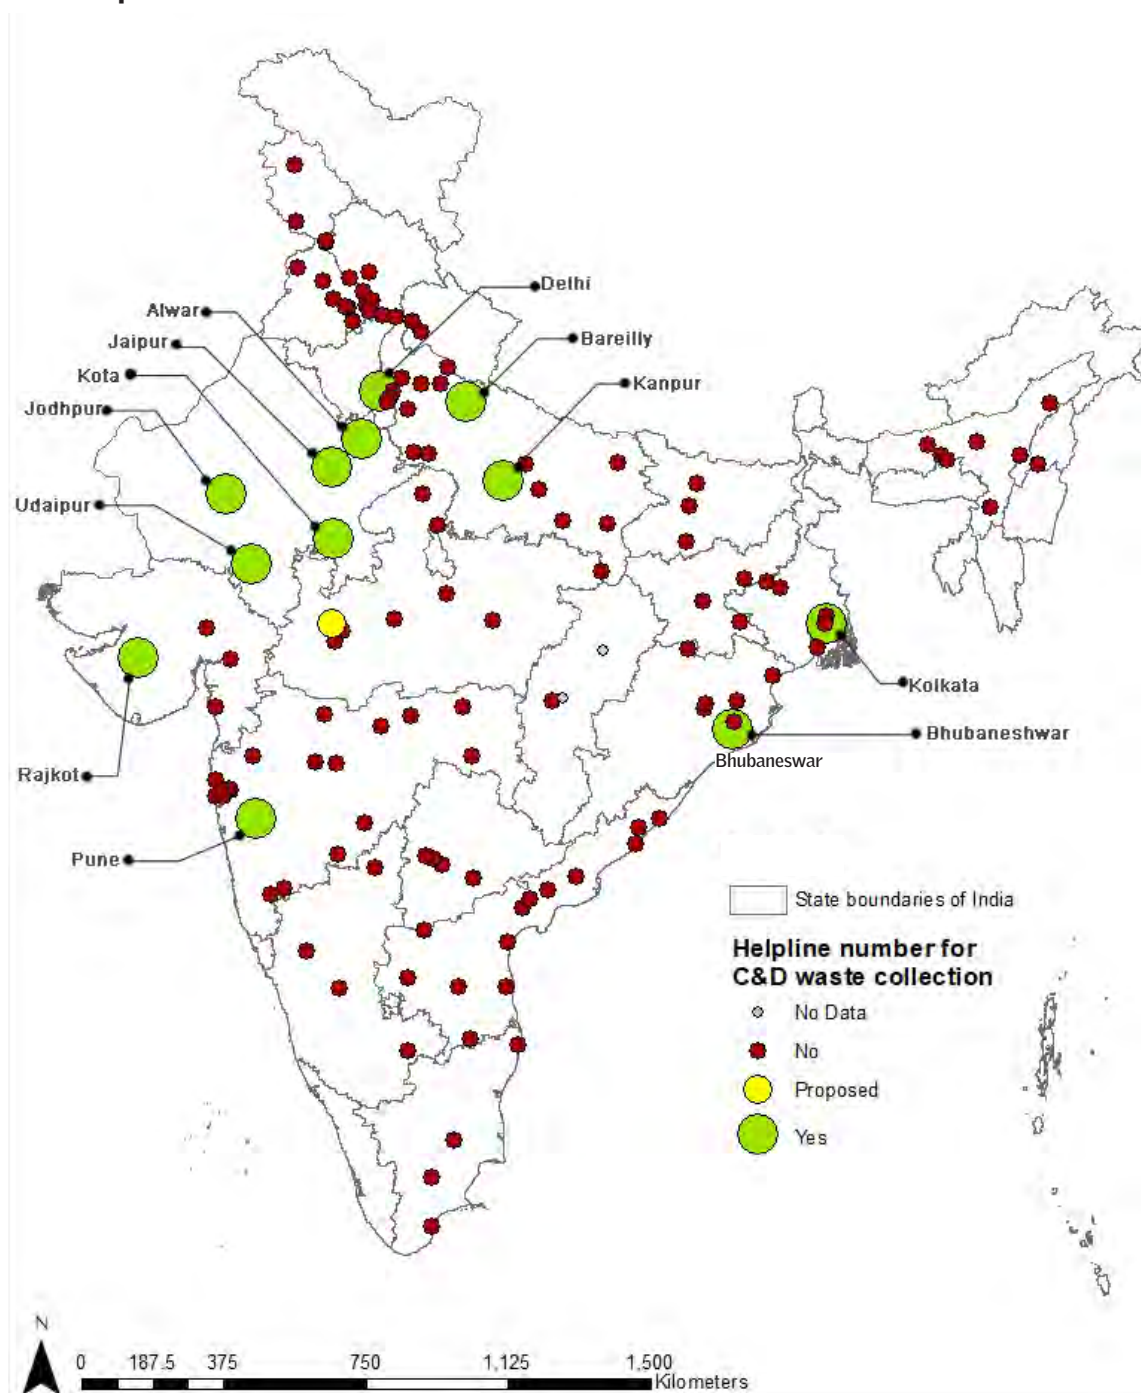 Delhi
Alwar
Bareilly
Jaipur
Kota
Kanpur
Jodhpur
Udaipur
Kolkata
Bhubaneshwar
Bhubaneswar
Rajkot
Pune
State boundaries of India
Helpline number for
C&D waste collection
No Data
No
Proposed
Yes
N
0 187.5 375 750 1,125 1,500
Kilometers